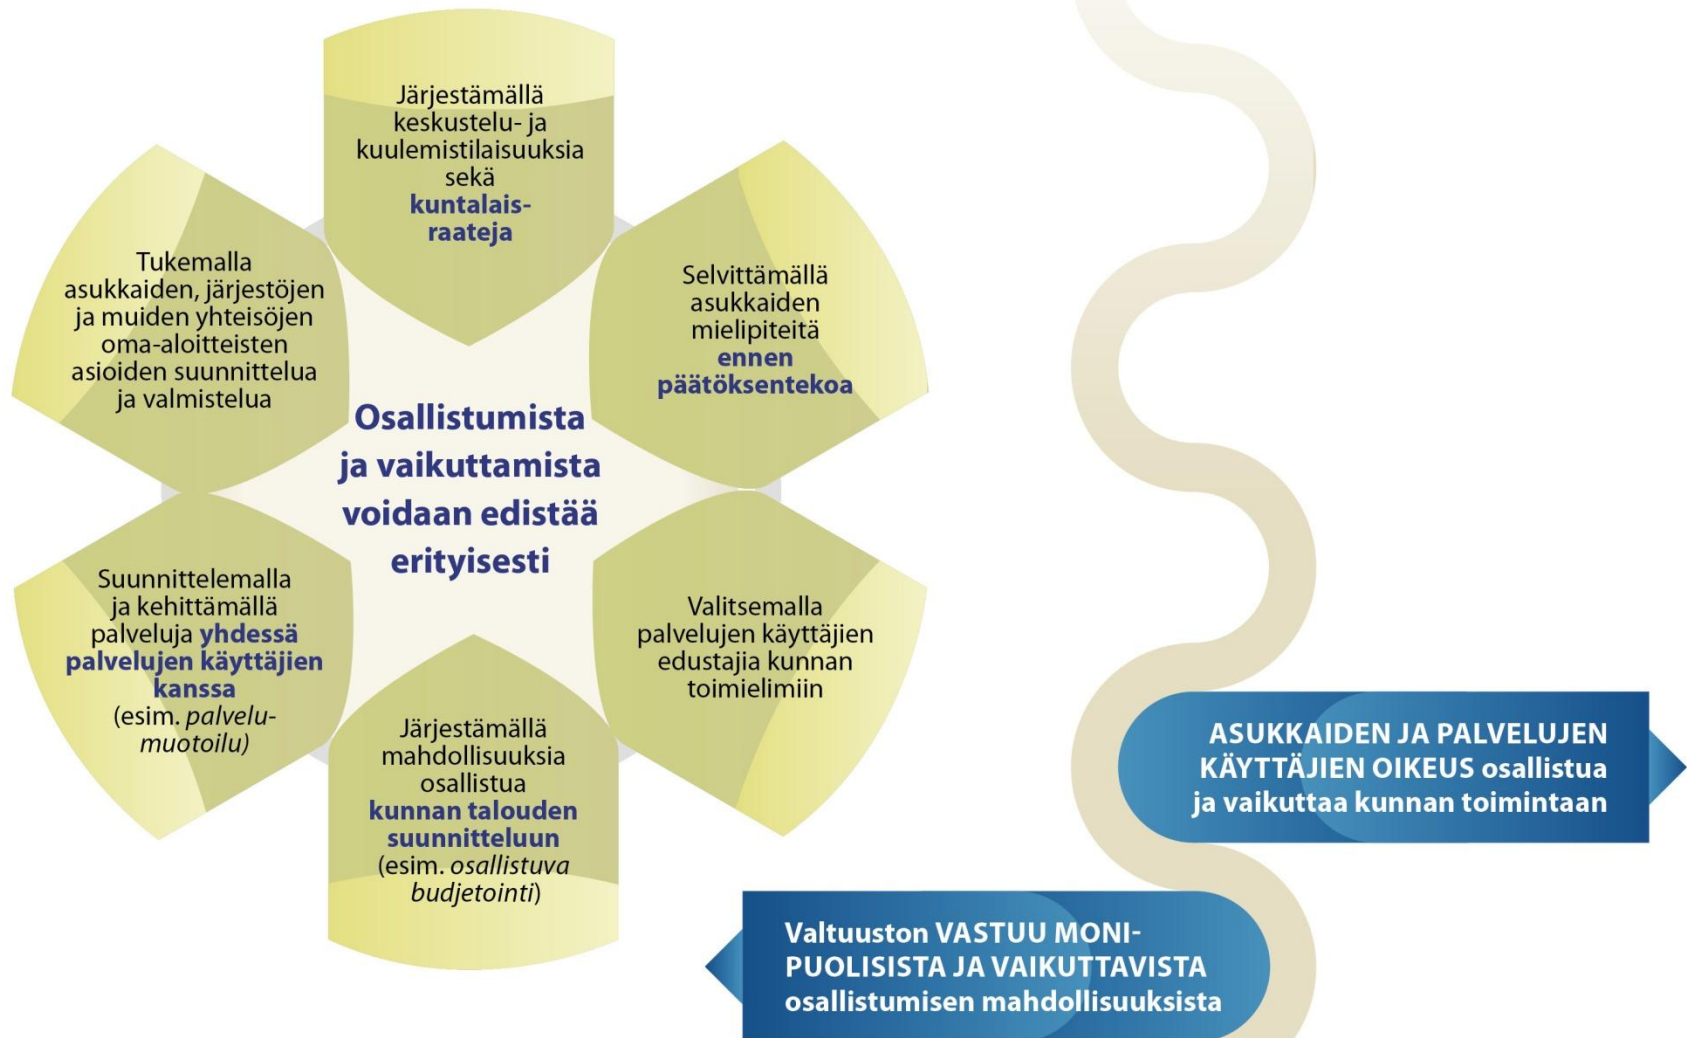 Järjestämällä
keskustelu- ja
kuulemistilaisuuksia
sekä
kuntalais-
raateja
Selvittämällä
asukkaiden
mielipiteitä
ennen
päätöksentekoa
Valitsemalla
palvelujen käyttäjien
edustajia kunnan
toimielimiin
Järjestämällä
mahdollisuuksia
osallistua
kunnan talouden
suunnitteluun
(esim. osallistuva
budjetointi)
Suunnittelemalla
ja kehittämällä
palveluja yhdessä
palvelujen käyttäjien
kanssa
(esim. palvelu-
muotoilu)
Tukemalla
asukkaiden, järjestöjen
ja muiden yhteisöjen
oma-aloitteisten
asioiden suunnittelua
ja valmistelua
Osallistumista
ja vaikuttamista
voidaan edistää
erityisesti
ASUKKAIDEN JA PALVELUJEN
KÄYTTÄJIEN OIKEUS osallistua
ja vaikuttaa kunnan toimintaan
Valtuuston VASTUU MONI-
PUOLISISTA JA VAIKUTTAVISTA
osallistumisen mahdollisuuksista